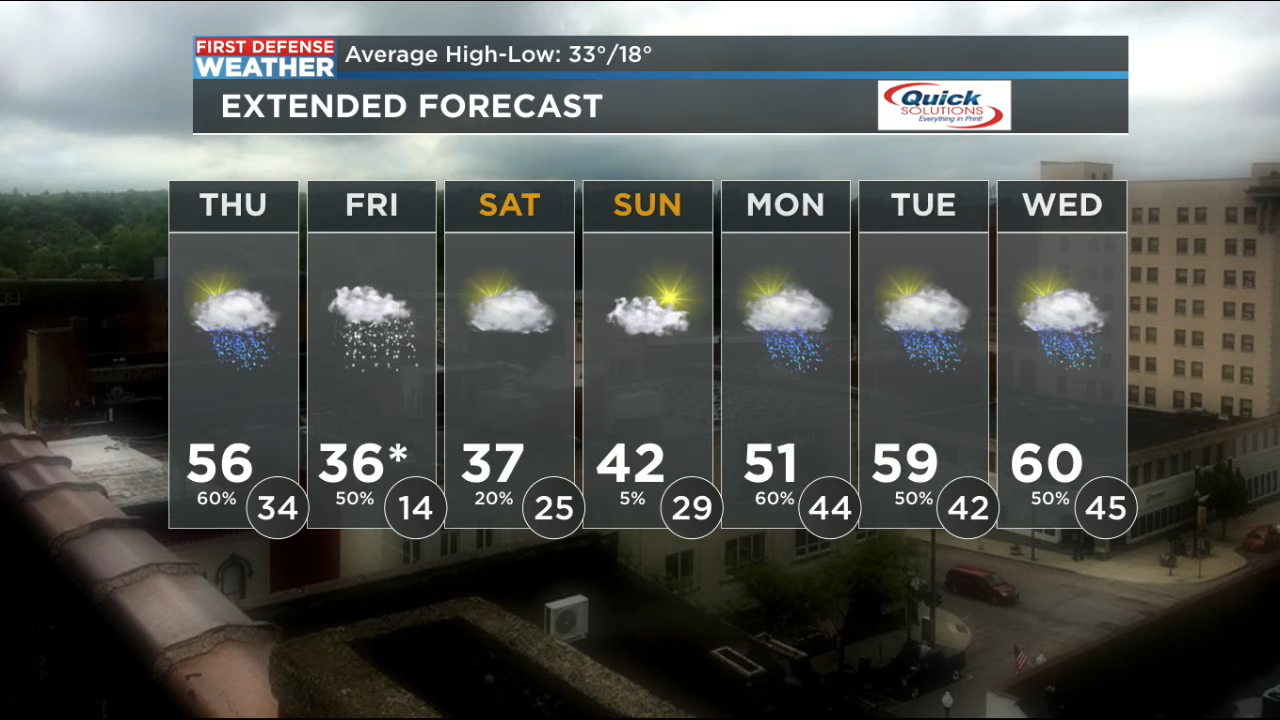 FIRST DEFENSE
WEATHER
Average High-Low: 33°/18°
EXTENDED FORECAST
Quick
SOLUTIONS
Everything in Print!
THU FRI SAT SUN MON TUE WED
56 36* 37 42 51 59 60
60% 50% 20% 5% 60% 50% 50%
34 14 25 29 44 42 45